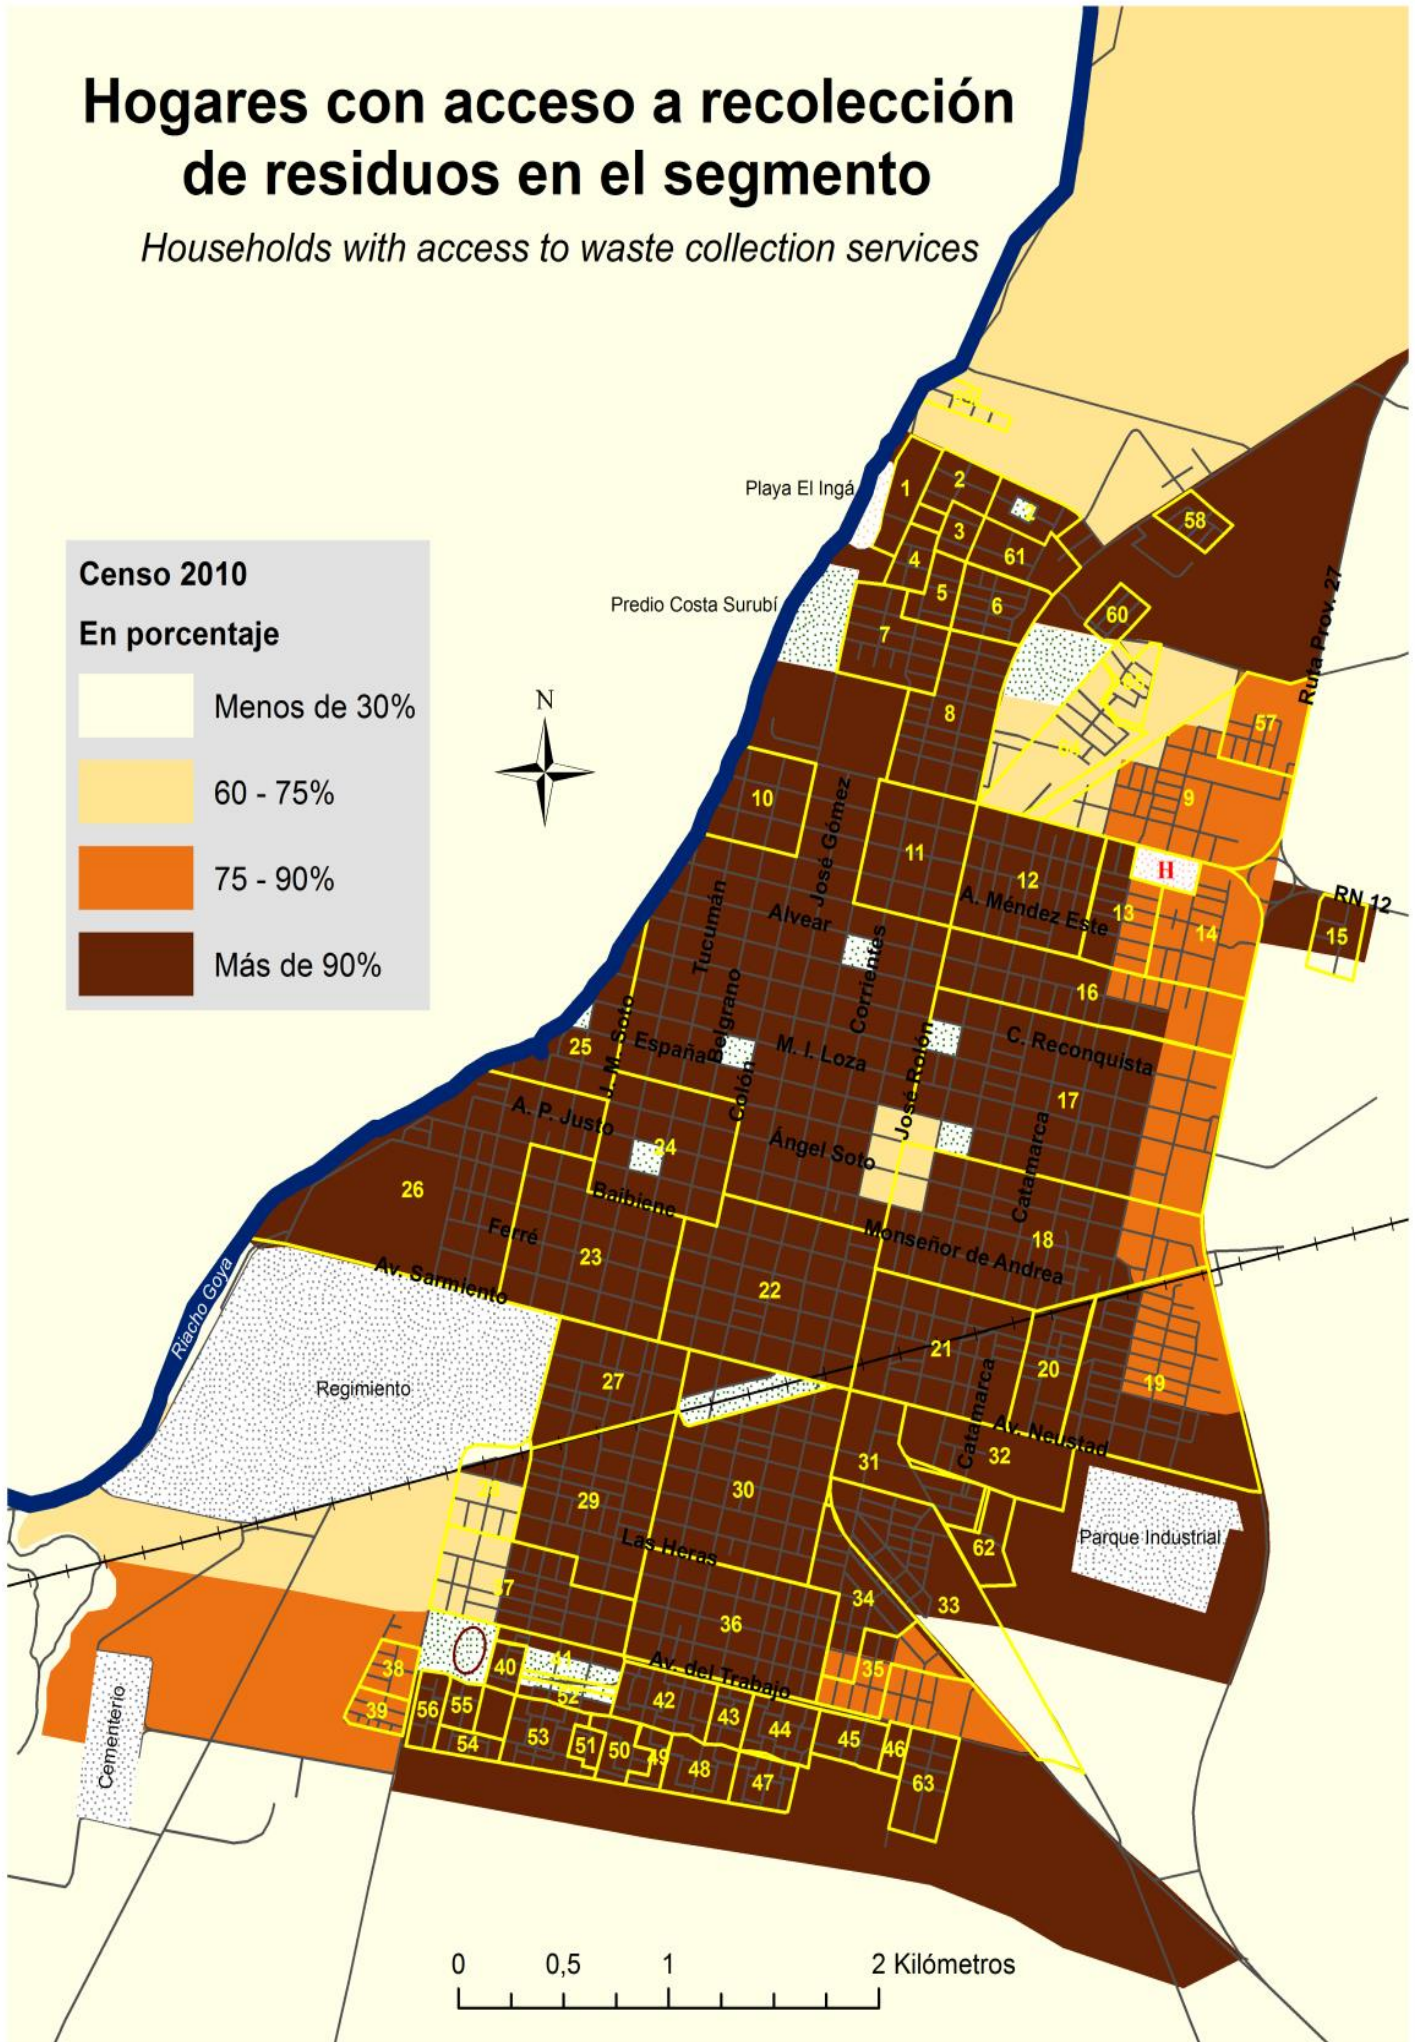 Hogares con acceso a recolección
de residuos en el segmento
Households with access to waste collection services
Playa El Ingá
Predio Costa Surubí
Censo 2010
En porcentaje
Menos de 30%
60 - 75%
75 - 90%
Más de 90%
N
1
2
3
4
61
5
6
7
8
58
60
Ruta Prov. 27
57
9
10
José Gómez
11
12
A. Méndez Este
13
H
14
RN 12
15
Tucumán
Alvear
Corrientes
16
25
J. M. Soto
España
Belgrano
Colón
M. I. Loza
José Rolón
C. Reconquista
17
A. P. Justo
24
Ángel Soto
Catamarca
26
Baibiene
Ferré
23
Monseñor de Andrea
18
Av. Sarmiento
22
Riacho Goya
Regimiento
27
21
20
19
Catamarca
Av. Neustad
31
32
29
30
Las Heras
62
Parque Industrial
37
34
33
36
38
40
41
Av. del Trabajo
35
39
56
55
52
42
43
44
45
46
54
53
51
50
49
48
47
63
Cementerio
0
0,5
1
2 Kilómetros